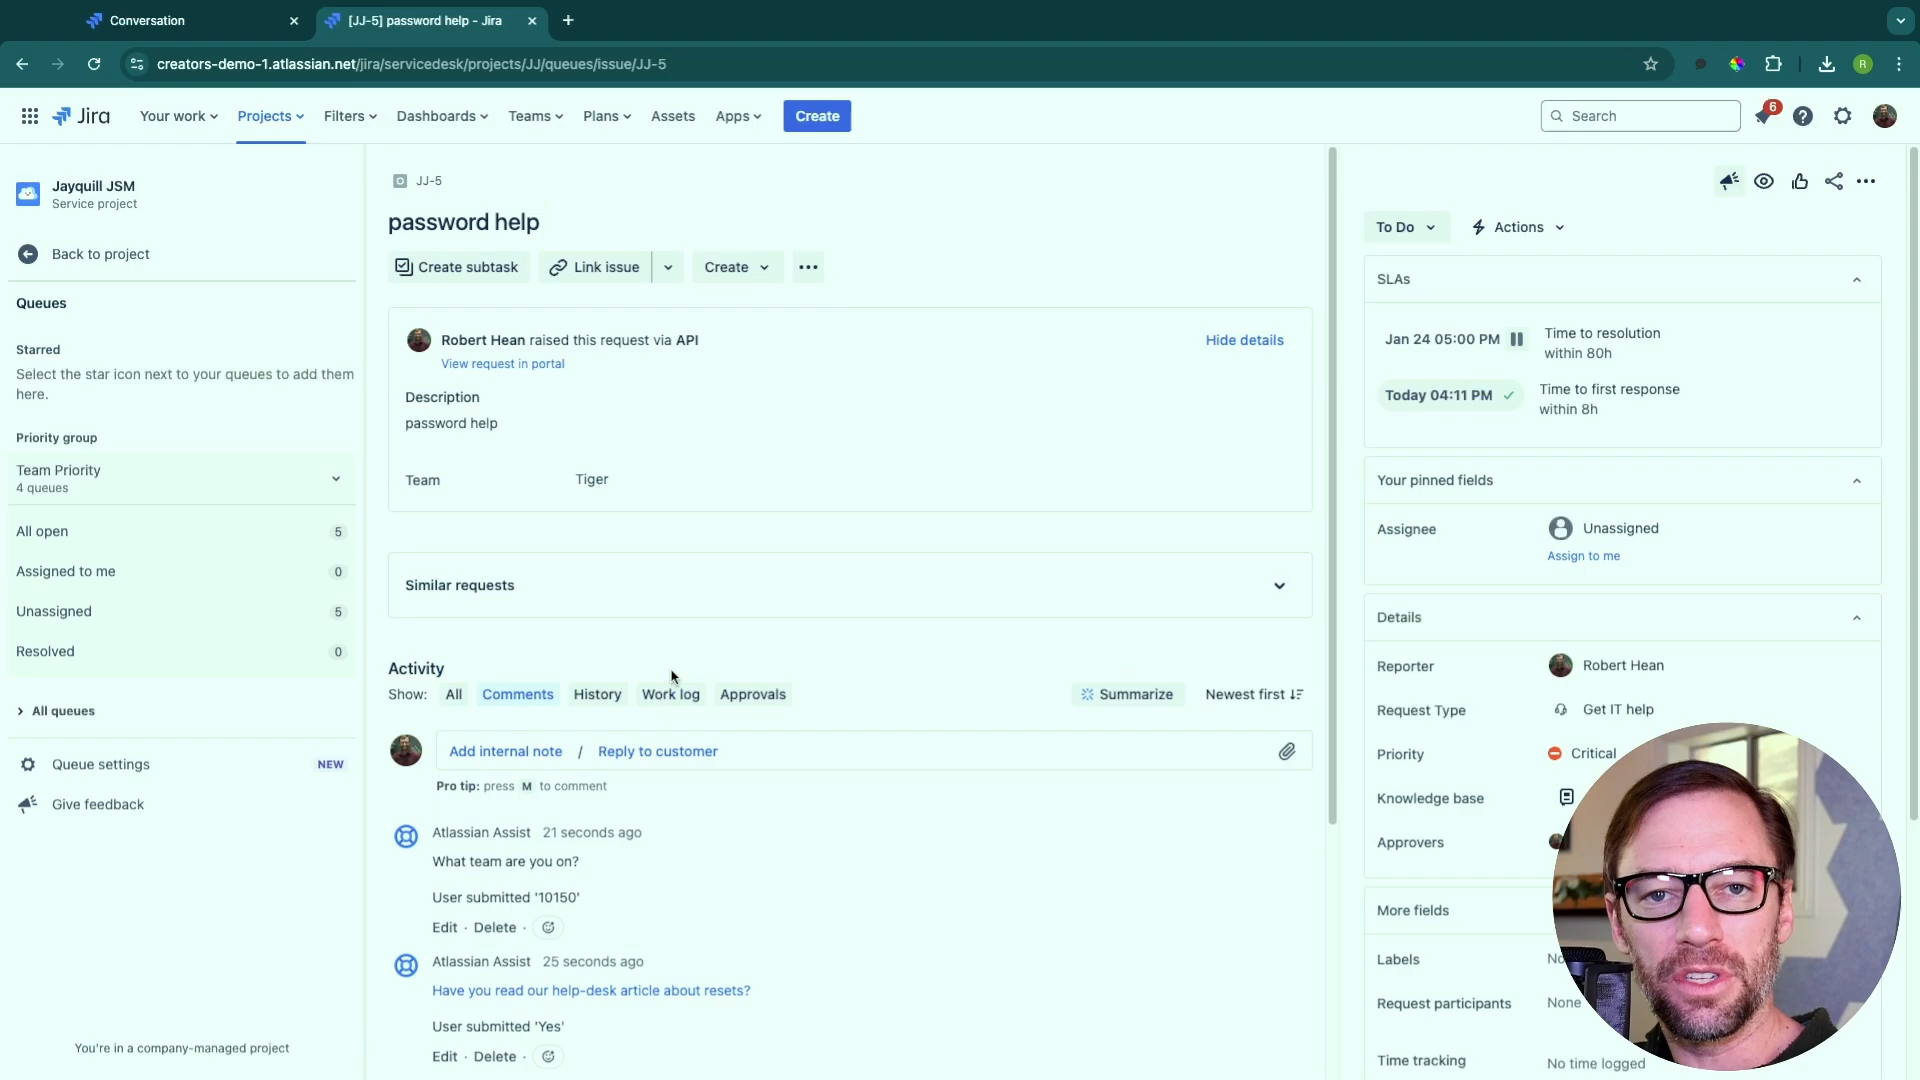 Conversation
[JJ-5] password help - Jira
creators-demo-1.atlassian.net/jira/servicedesk/projects/JJ/queues/issue/JJ-5
R
Jira
Your work
Projects
Filters
Dashboards
Teams
Plans
Assets
Apps
Create
Search
6
Jayquill JSM
Service project
Back to project
Queues
Starred
Select the star icon next to your queues to add them
here.
Priority group
Team Priority
4 queues
All open 5
Assigned to me 0
Unassigned 5
Resolved 0
All queues
Queue settings NEW
Give feedback
You're in a company-managed project
JJ-5
password help
Create subtask
Link issue
Create
Robert Hean raised this request via API
Hide details
View request in portal
Description
password help
Team Tiger
Similar requests
Activity
Show: All Comments History Work log Approvals
Summarize
Newest first
Add internal note / Reply to customer
Pro tip: press M to comment
Atlassian Assist 21 seconds ago
What team are you on?
User submitted '10150'
Edit · Delete ·
Atlassian Assist 25 seconds ago
Have you read our help-desk article about resets?
User submitted 'Yes'
Edit · Delete ·
To Do
Actions
SLAs
Jan 24 05:00 PM
Time to resolution
within 80h
Today 04:11 PM
Time to first response
within 8h
Your pinned fields
Assignee
Unassigned
Assign to me
Details
Reporter Robert Hean
Request Type Get IT help
Priority Critical
Knowledge base
Approvers
More fields
Labels
Request participants None
Time tracking No time logged